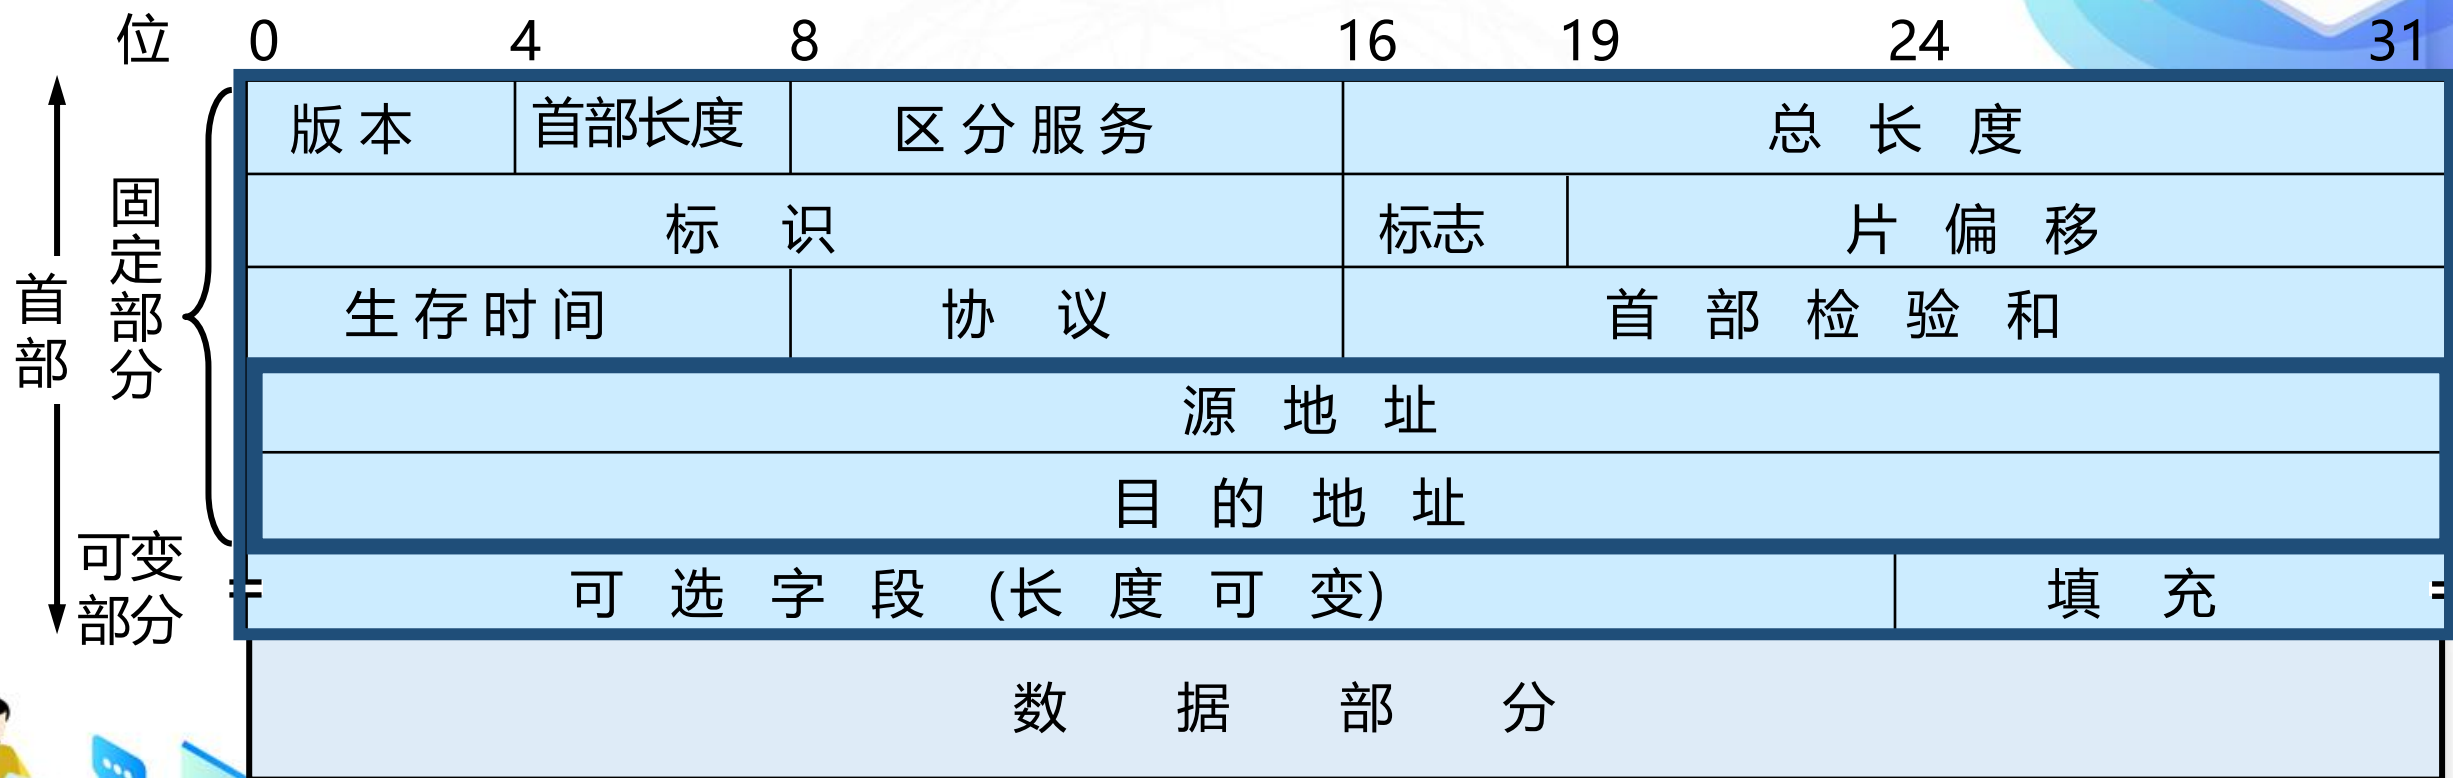 位 0 4 8 16 19 24 31
版本 首部长度 区分服务 总长度
标识 标志 片偏移
生存时间 协议 首部检验和
源地址
目的地址
可选字段 (长度可变) 填充
数据部分
首部
固定部分
可变
部分